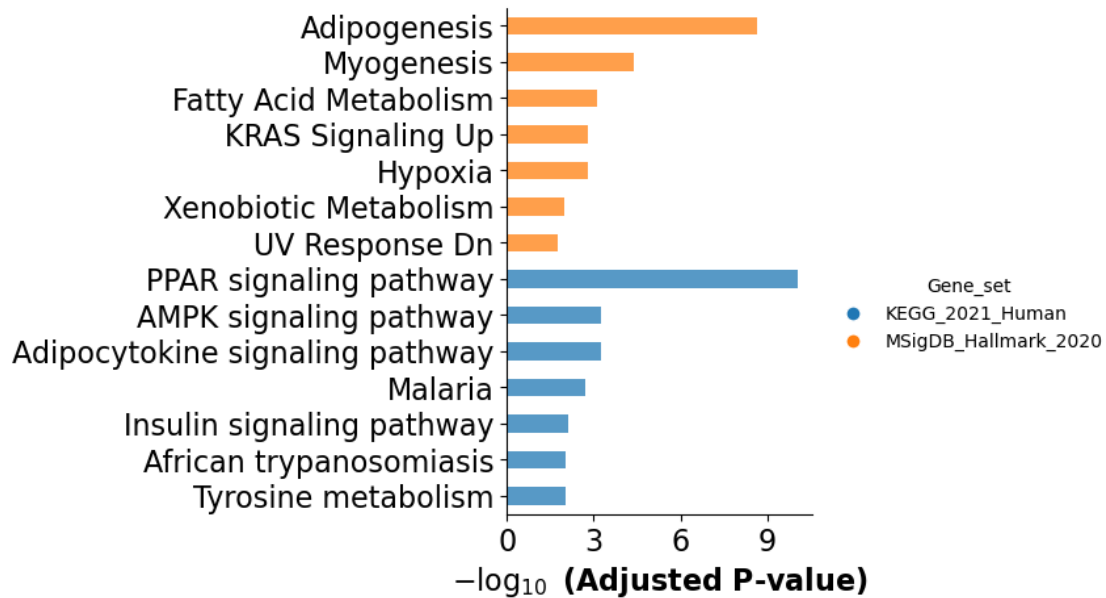 Adipogenesis
Myogenesis
Fatty Acid Metabolism
KRAS Signaling Up
Hypoxia
Xenobiotic Metabolism
UV Response Dn
PPAR signaling pathway
AMPK signaling pathway
Adipocytokine signaling pathway
Malaria
Insulin signaling pathway
African trypanosomiasis
Tyrosine metabolism
0 3 6 9
−log₁₀ (Adjusted P-value)
Gene_set
KEGG_2021_Human
MSigDB_Hallmark_2020